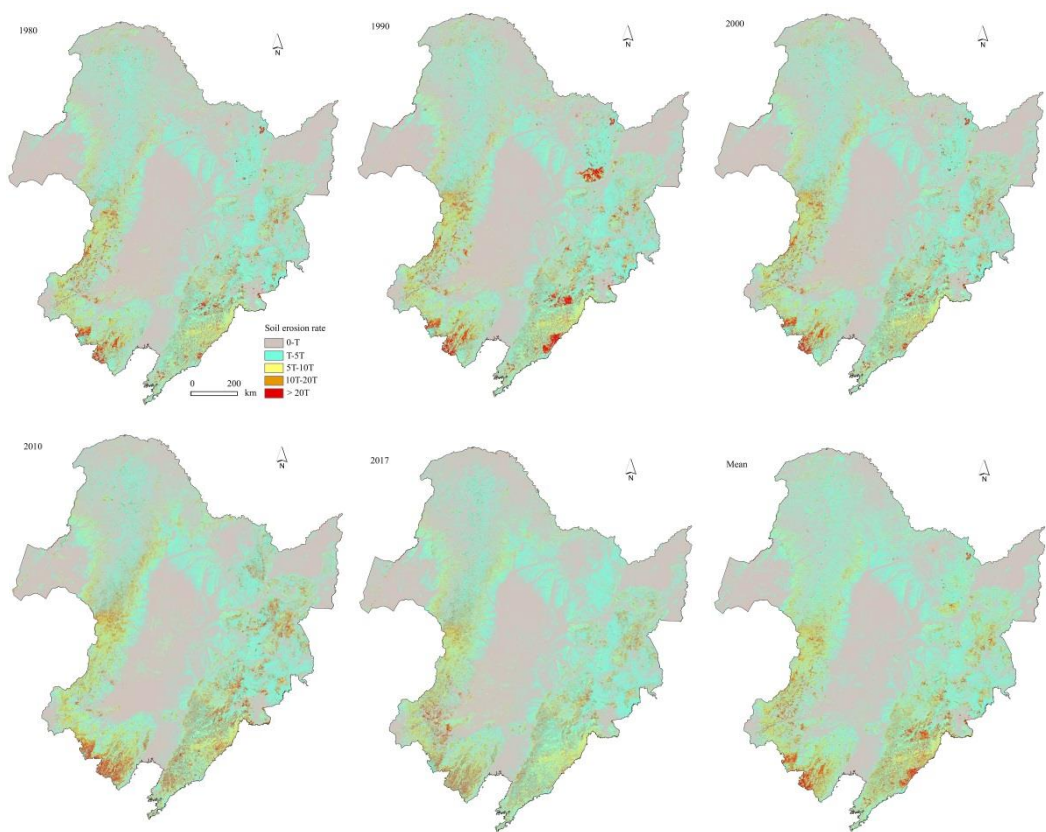 1980
N
1990
N
2000
N
Soil erosion rate
0-T
T-5T
5T-10T
10T-20T
> 20T
0 200
km
2010
N
2017
N
Mean
N